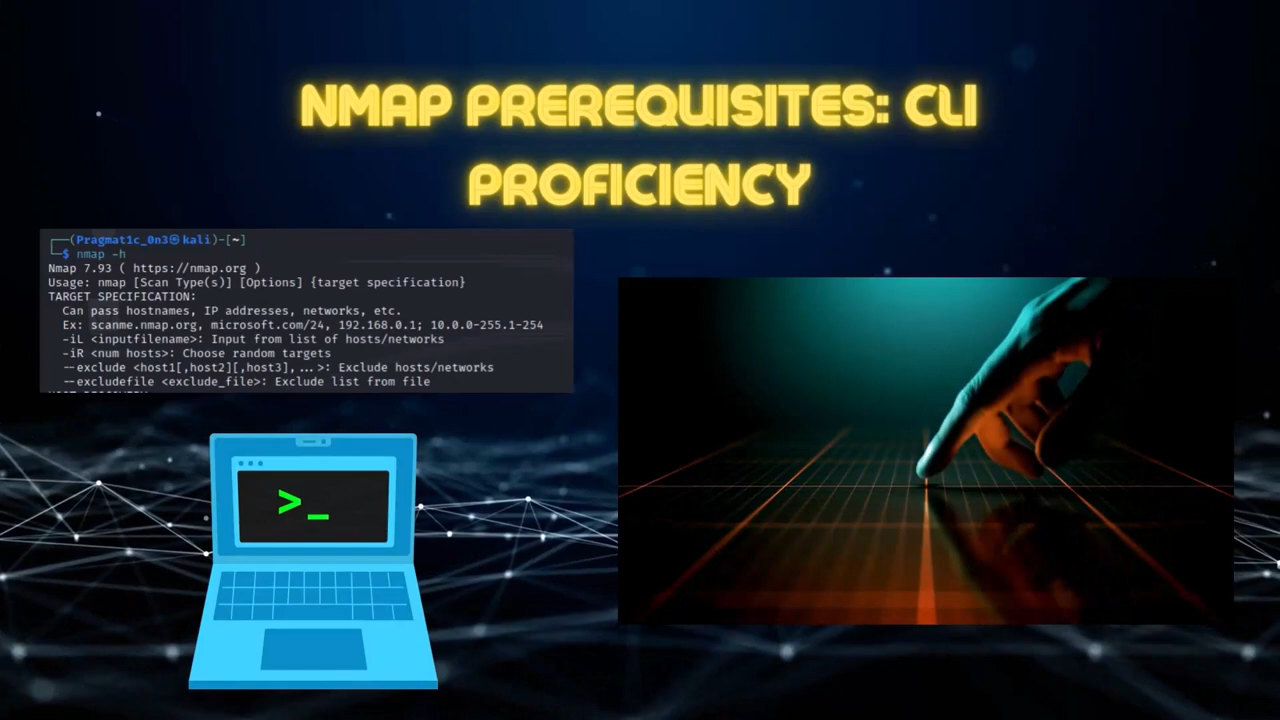 NMAP PREREQUISITES: CLI
PROFICIENCY
┌──(Pragmat1c_0n3㉿kali)-[~]
└─$ nmap -h
Nmap 7.93 ( https://nmap.org )
Usage: nmap [Scan Type(s)] [Options] {target specification}
TARGET SPECIFICATION:
Can pass hostnames, IP addresses, networks, etc.
Ex: scanme.nmap.org, microsoft.com/24, 192.168.0.1; 10.0.0-255.1-254
-iL <inputfilename>: Input from list of hosts/networks
-iR <num hosts>: Choose random targets
--exclude <host1[,host2][,host3],...>: Exclude hosts/networks
--excludefile <exclude_file>: Exclude list from file
>_